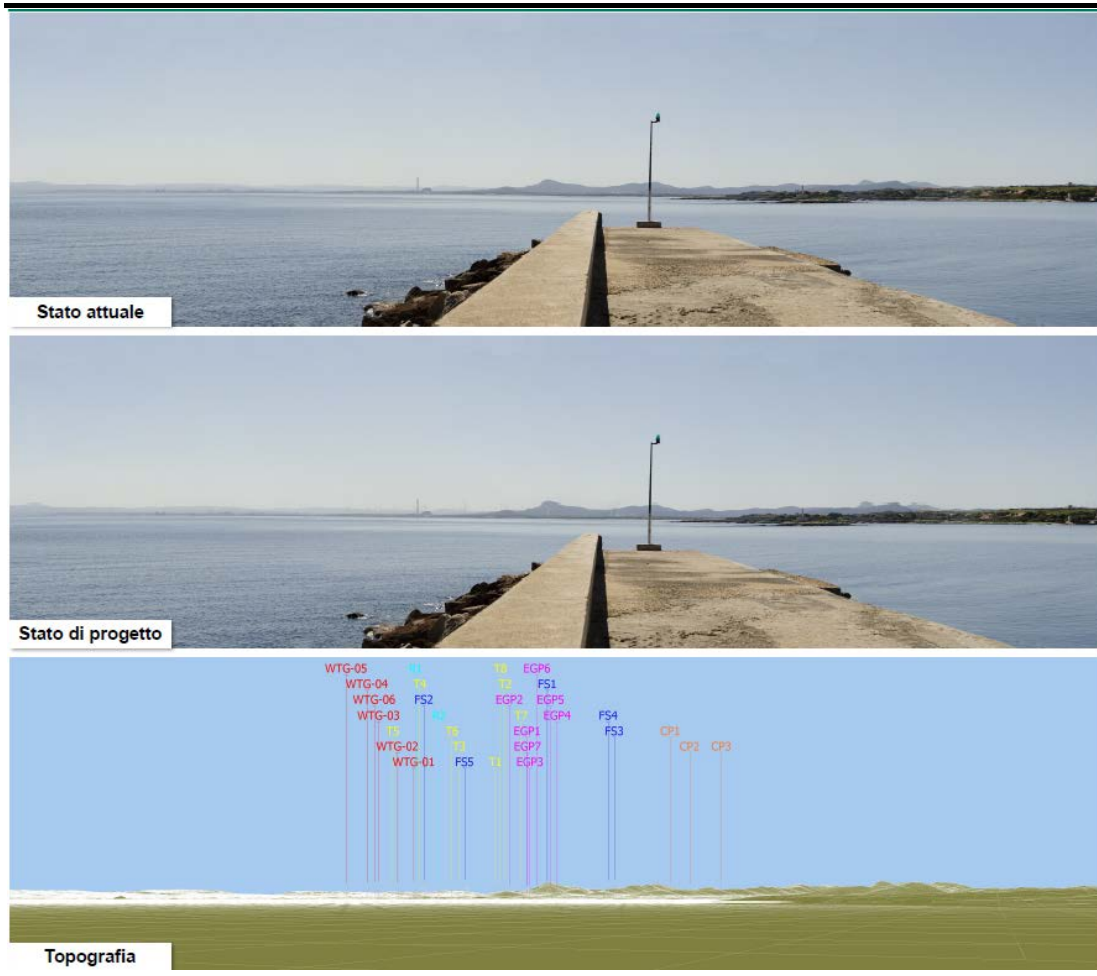 Stato attuale
Stato di progetto
WTG-05 R1 T8 EGP6
WTG-04 T4 T2 FS1
WTG-06 FS2 EGP2 EGP5
WTG-03 R2 T7 EGP4 FS4
T5 T6 EGP1 FS3 CP1
WTG-02 T3 EGP7 CP2 CP3
WTG-01 FS5 T1 EGP3
Topografia